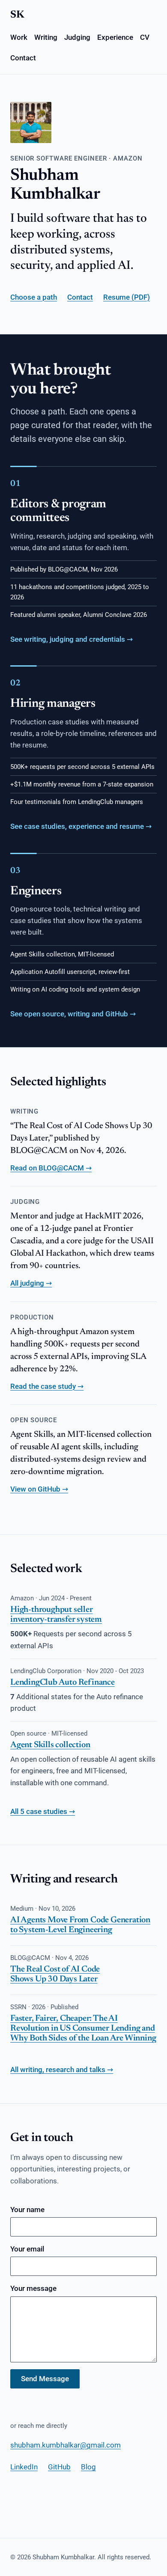 SK
Work Writing Judging Experience CV
Contact
SENIOR SOFTWARE ENGINEER · AMAZON
Shubham
Kumbhalkar
I build software that has to
keep working, across
distributed systems,
security, and applied AI.
Choose a path Contact Resume (PDF)
What brought
you here?
Choose a path. Each one opens a
page curated for that reader, with the
details everyone else can skip.
01
Editors & program
committees
Writing, research, judging and speaking, with
venue, date and status for each item.
Published by BLOG@CACM, Nov 2026
11 hackathons and competitions judged, 2025 to
2026
Featured alumni speaker, Alumni Conclave 2026
See writing, judging and credentials →
02
Hiring managers
Production case studies with measured
results, a role-by-role timeline, references and
the resume.
500K+ requests per second across 5 external APIs
+$1.1M monthly revenue from a 7-state expansion
Four testimonials from LendingClub managers
See case studies, experience and resume →
03
Engineers
Open-source tools, technical writing and
case studies that show how the systems
were built.
Agent Skills collection, MIT-licensed
Application Autofill userscript, review-first
Writing on AI coding tools and system design
See open source, writing and GitHub →
Selected highlights
WRITING
“The Real Cost of AI Code Shows Up 30
Days Later,” published by
BLOG@CACM on Nov 4, 2026.
Read on BLOG@CACM →
JUDGING
Mentor and judge at HackMIT 2026,
one of a 12-judge panel at Frontier
Cascadia, and a core judge for the USAII
Global AI Hackathon, which drew teams
from 90+ countries.
All judging →
PRODUCTION
A high-throughput Amazon system
handling 500K+ requests per second
across 5 external APIs, improving SLA
adherence by 22%.
Read the case study →
OPEN SOURCE
Agent Skills, an MIT-licensed collection
of reusable AI agent skills, including
distributed-systems design review and
zero-downtime migration.
View on GitHub →
Selected work
Amazon · Jun 2024 - Present
High-throughput seller
inventory-transfer system
500K+ Requests per second across 5
external APIs
LendingClub Corporation · Nov 2020 - Oct 2023
LendingClub Auto Refinance
7 Additional states for the Auto refinance
product
Open source · MIT-licensed
Agent Skills collection
An open collection of reusable AI agent skills
for engineers, free and MIT-licensed,
installable with one command.
All 5 case studies →
Writing and research
Medium · Nov 10, 2026
AI Agents Move From Code Generation
to System-Level Engineering
BLOG@CACM · Nov 4, 2026
The Real Cost of AI Code
Shows Up 30 Days Later
SSRN · 2026 · Published
Faster, Fairer, Cheaper: The AI
Revolution in US Consumer Lending and
Why Both Sides of the Loan Are Winning
All writing, research and talks →
Get in touch
I'm always open to discussing new
opportunities, interesting projects, or
collaborations.
Your name
Your email
Your message
Send Message
or reach me directly
shubham.kumbhalkar@gmail.com
LinkedIn GitHub Blog
© 2026 Shubham Kumbhalkar. All rights reserved.